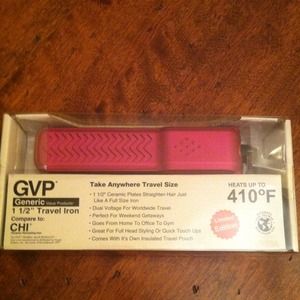 GVP
Generic Value Products
1 1/2" Travel Iron
Compare to:
CHI
Take Anywhere Travel Size
• 1 1/2" Ceramic Plates Straighten Hair Just
Like A Full Size Iron
• Dual Voltage For Worldwide Travel
• Perfect For Weekend Getaways
• Goes From Home To Office To Gym
• Great For Full Head Styling Or Quick Touch Ups
• Comes With It's Own Insulated Travel Pouch
HEATS UP TO
410°F
Limited
Edition!